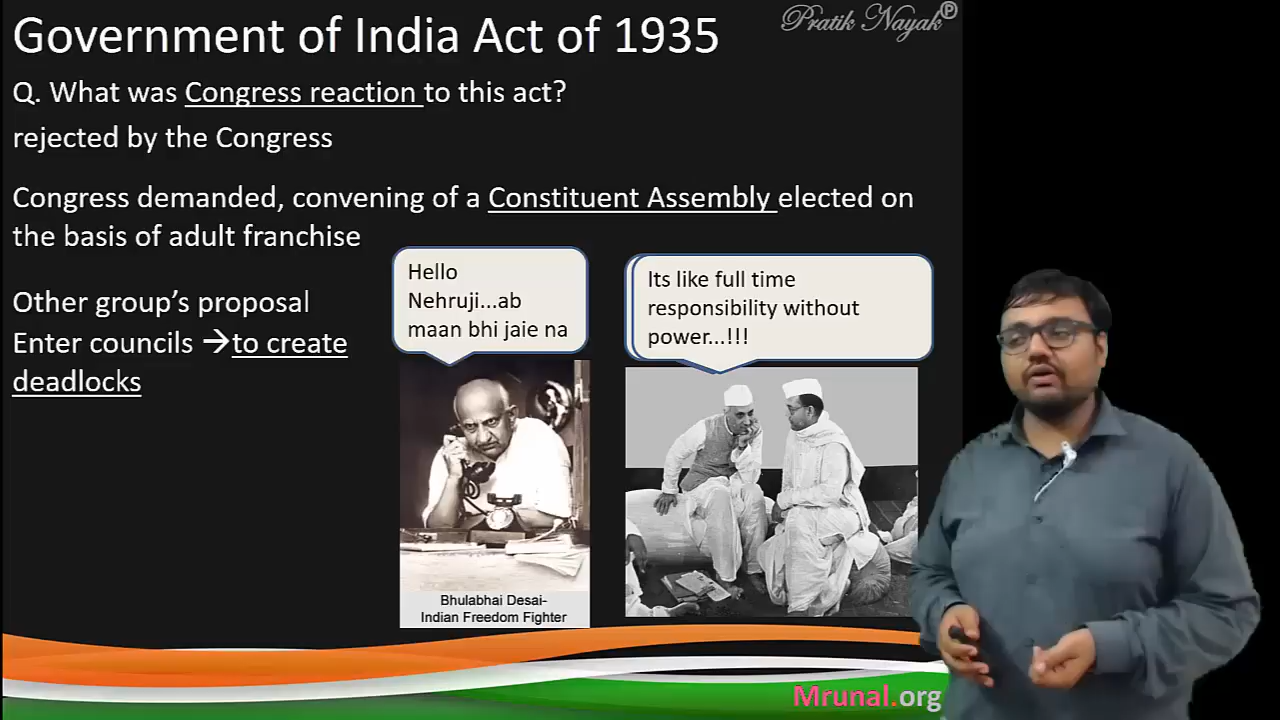 Government of India Act of 1935
Pratik Nayak℗
Q. What was Congress reaction to this act?
rejected by the Congress
Congress demanded, convening of a Constituent Assembly elected on
the basis of adult franchise
Other group's proposal
Enter councils →to create
deadlocks
Hello
Nehruji...ab
maan bhi jaie na
Its like full time
responsibility without
power...!!!
Bhulabhai Desai-
Indian Freedom Fighter
Mrunal.org